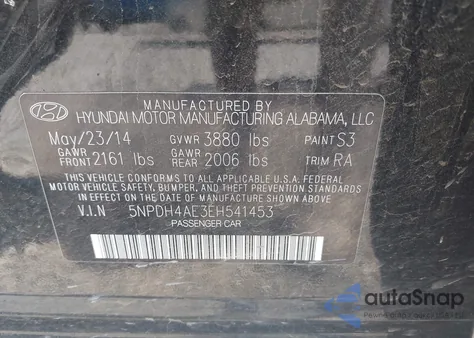 MANUFACTURED BY
HYUNDAI MOTOR MANUFACTURING ALABAMA, LLC
May/23/14 GVWR 3880 lbs PAINT S3
GAWR FRONT 2161 lbs GAWR REAR 2006 lbs TRIM RA
THIS VEHICLE CONFORMS TO ALL APPLICABLE U.S.A. FEDERAL
MOTOR VEHICLE SAFETY, BUMPER, AND THEFT PREVENTION
STANDARDS IN EFFECT ON THE DATE OF MANUFACTURE SHOWN ABOVE.
V.I.N 5NPDH4AE3EH541453
PASSENGER CAR
autoSnap